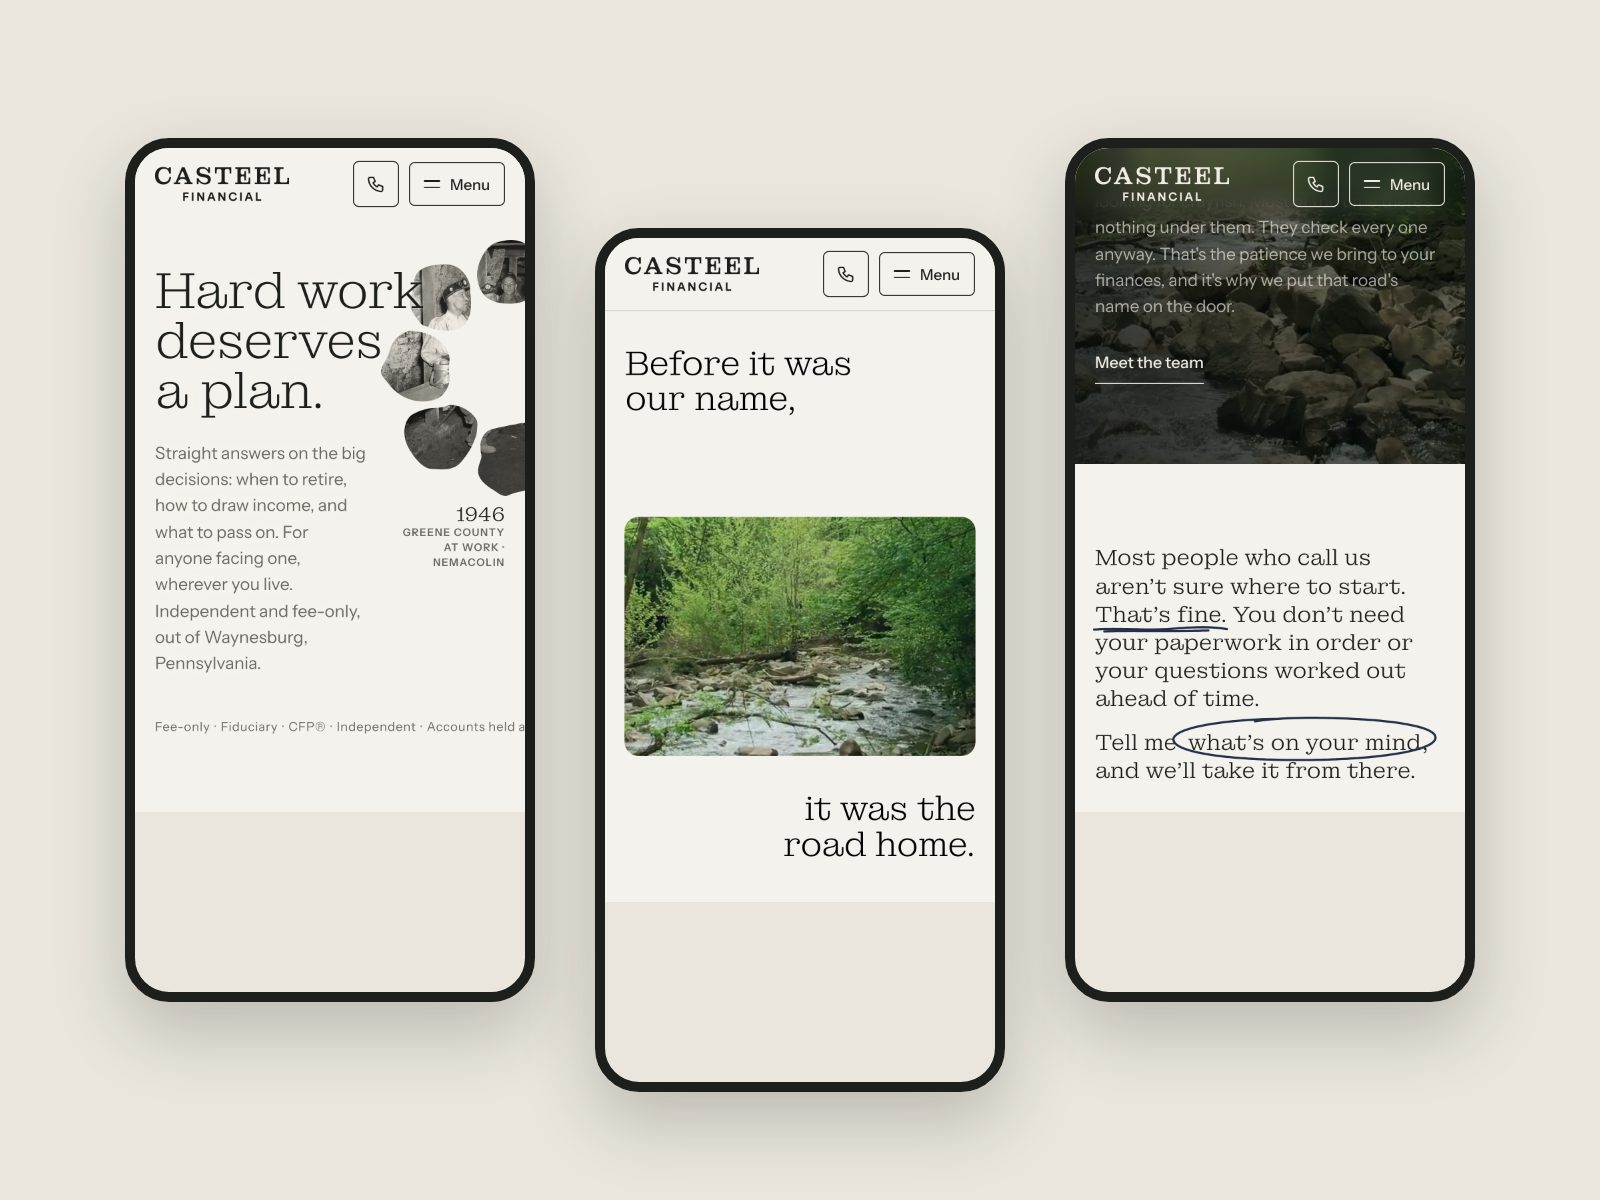 CASTEEL
FINANCIAL
Menu
Hard work
deserves
a plan.
Straight answers on the big
decisions: when to retire,
how to draw income, and
what to pass on. For
anyone facing one,
wherever you live.
Independent and fee-only,
out of Waynesburg,
Pennsylvania.
1946
GREENE COUNTY
AT WORK ·
NEMACOLIN
Fee-only · Fiduciary · CFP® · Independent · Accounts held a
CASTEEL
FINANCIAL
Menu
Before it was
our name,
it was the
road home.
CASTEEL
FINANCIAL
Menu
nothing under them. They check every one
anyway. That's the patience we bring to your
finances, and it's why we put that road's
name on the door.
Meet the team
Most people who call us
aren’t sure where to start.
That’s fine. You don’t need
your paperwork in order or
your questions worked out
ahead of time.
Tell me what’s on your mind,
and we’ll take it from there.